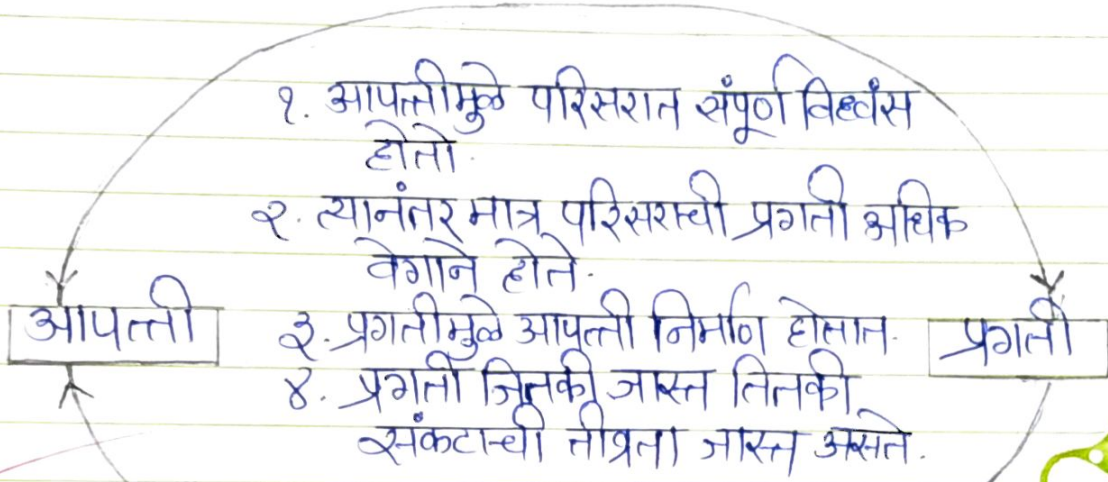 १. आपत्तीमुळे परिसरात संपूर्ण विध्वंस
होतो.
२. त्यानंतर मात्र परिसराची प्रगती अधिक
वेगाने होते.
आपत्ती
३. प्रगतीमुळे आपत्ती निर्माण होतात.
प्रगती
४. प्रगती जितकी जास्त तितकी
संकटाची तीव्रता जास्त असते.